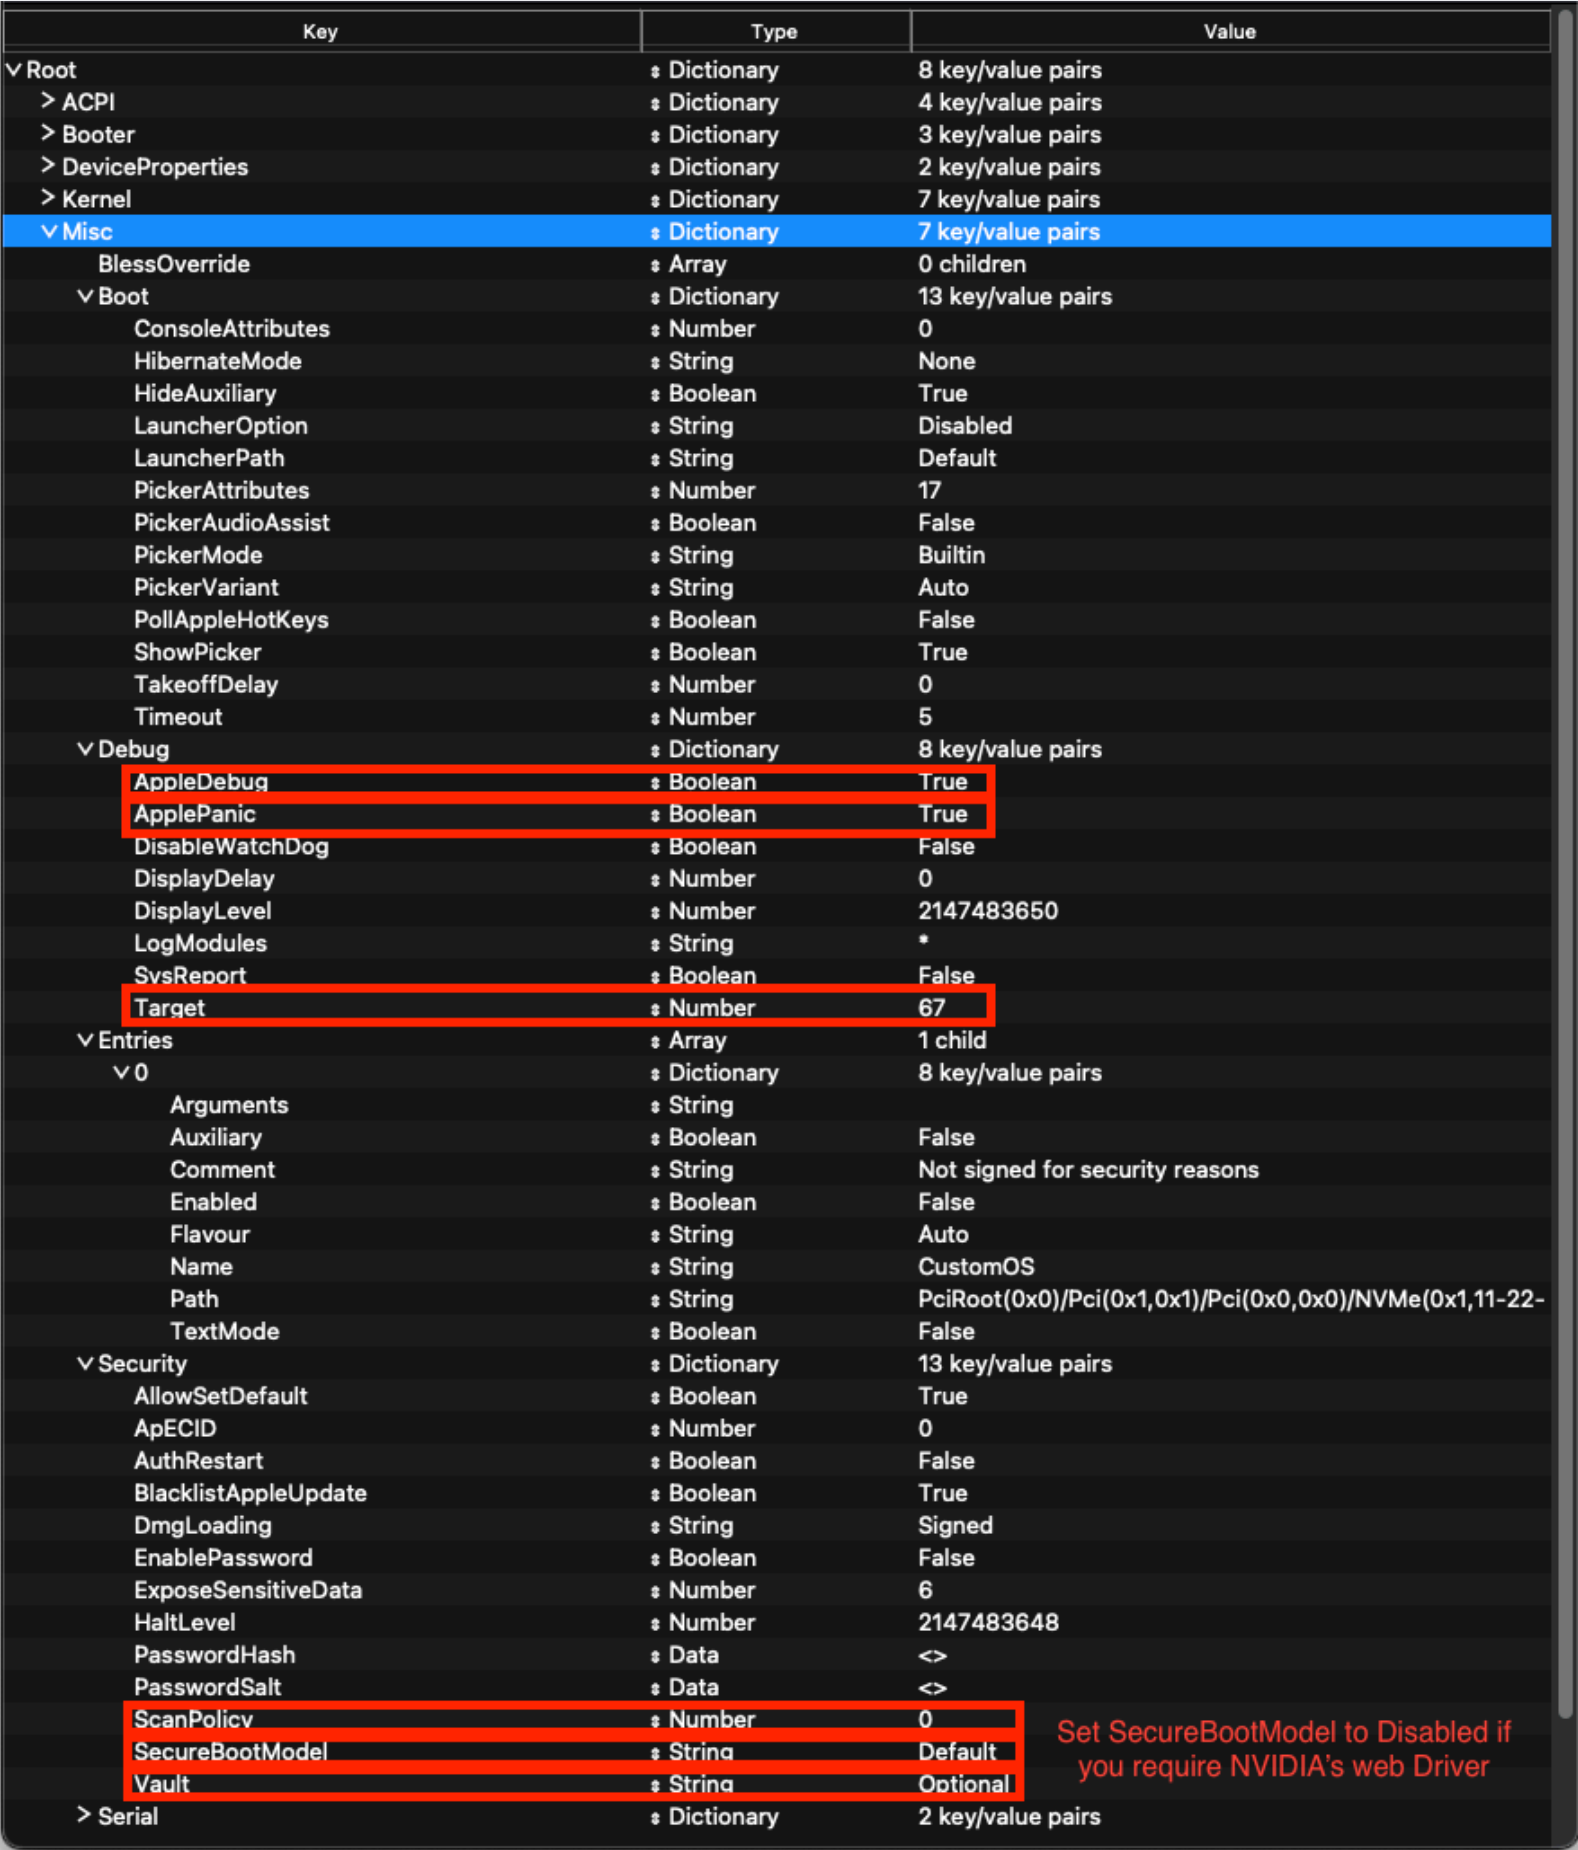 Key Type Value
Root Dictionary 8 key/value pairs
ACPI Dictionary 4 key/value pairs
Booter Dictionary 3 key/value pairs
DeviceProperties Dictionary 2 key/value pairs
Kernel Dictionary 7 key/value pairs
Misc Dictionary 7 key/value pairs
BlessOverride Array 0 children
Boot Dictionary 13 key/value pairs
ConsoleAttributes Number 0
HibernateMode String None
HideAuxiliary Boolean True
LauncherOption String Disabled
LauncherPath String Default
PickerAttributes Number 17
PickerAudioAssist Boolean False
PickerMode String Builtin
PickerVariant String Auto
PollAppleHotKeys Boolean False
ShowPicker Boolean True
TakeoffDelay Number 0
Timeout Number 5
Debug Dictionary 8 key/value pairs
AppleDebug Boolean True
ApplePanic Boolean True
DisableWatchDog Boolean False
DisplayDelay Number 0
DisplayLevel Number 2147483650
LogModules String *
SysReport Boolean False
Target Number 67
Entries Array 1 child
0 Dictionary 8 key/value pairs
Arguments String
Auxiliary Boolean False
Comment String Not signed for security reasons
Enabled Boolean False
Flavour String Auto
Name String CustomOS
Path String PciRoot(0x0)/Pci(0x1,0x1)/Pci(0x0,0x0)/NVMe(0x1,11-22-
TextMode Boolean False
Security Dictionary 13 key/value pairs
AllowSetDefault Boolean True
ApECID Number 0
AuthRestart Boolean False
BlacklistAppleUpdate Boolean True
DmgLoading String Signed
EnablePassword Boolean False
ExposeSensitiveData Number 6
HaltLevel Number 2147483648
PasswordHash Data <>
PasswordSalt Data <>
ScanPolicy Number 0
SecureBootModel String Default
Vault String Optional
Set SecureBootModel to Disabled if
you require NVIDIA's web Driver
Serial Dictionary 2 key/value pairs